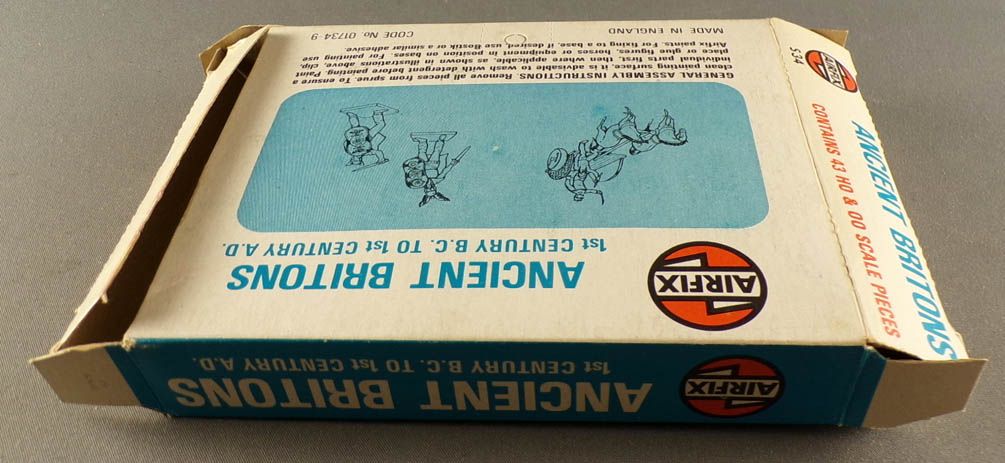 AIRFIX
ANCIENT BRITONS
1st CENTURY B.C. TO 1st CENTURY A.D.
GENERAL ASSEMBLY INSTRUCTIONS. Remove all pieces from sprue. To ensure a
clean painting surface, it is advisable to wash with detergent before painting. Paint
individual parts first, then where applicable, as shown in illustrations above, clip,
place or glue figures, horses or equipment in position on bases. For painting use
Airfix paints. For fixing to a base, if desired, use Bostik or a similar adhesive.
MADE IN ENGLAND
CODE No. 01734-9
AIRFIX
ANCIENT BRITONS
1st CENTURY B.C. TO 1st CENTURY A.D.
S 34
AIRFIX
ANCIENT BRITONS
CONTAINS 43 HO & OO SCALE PIECES